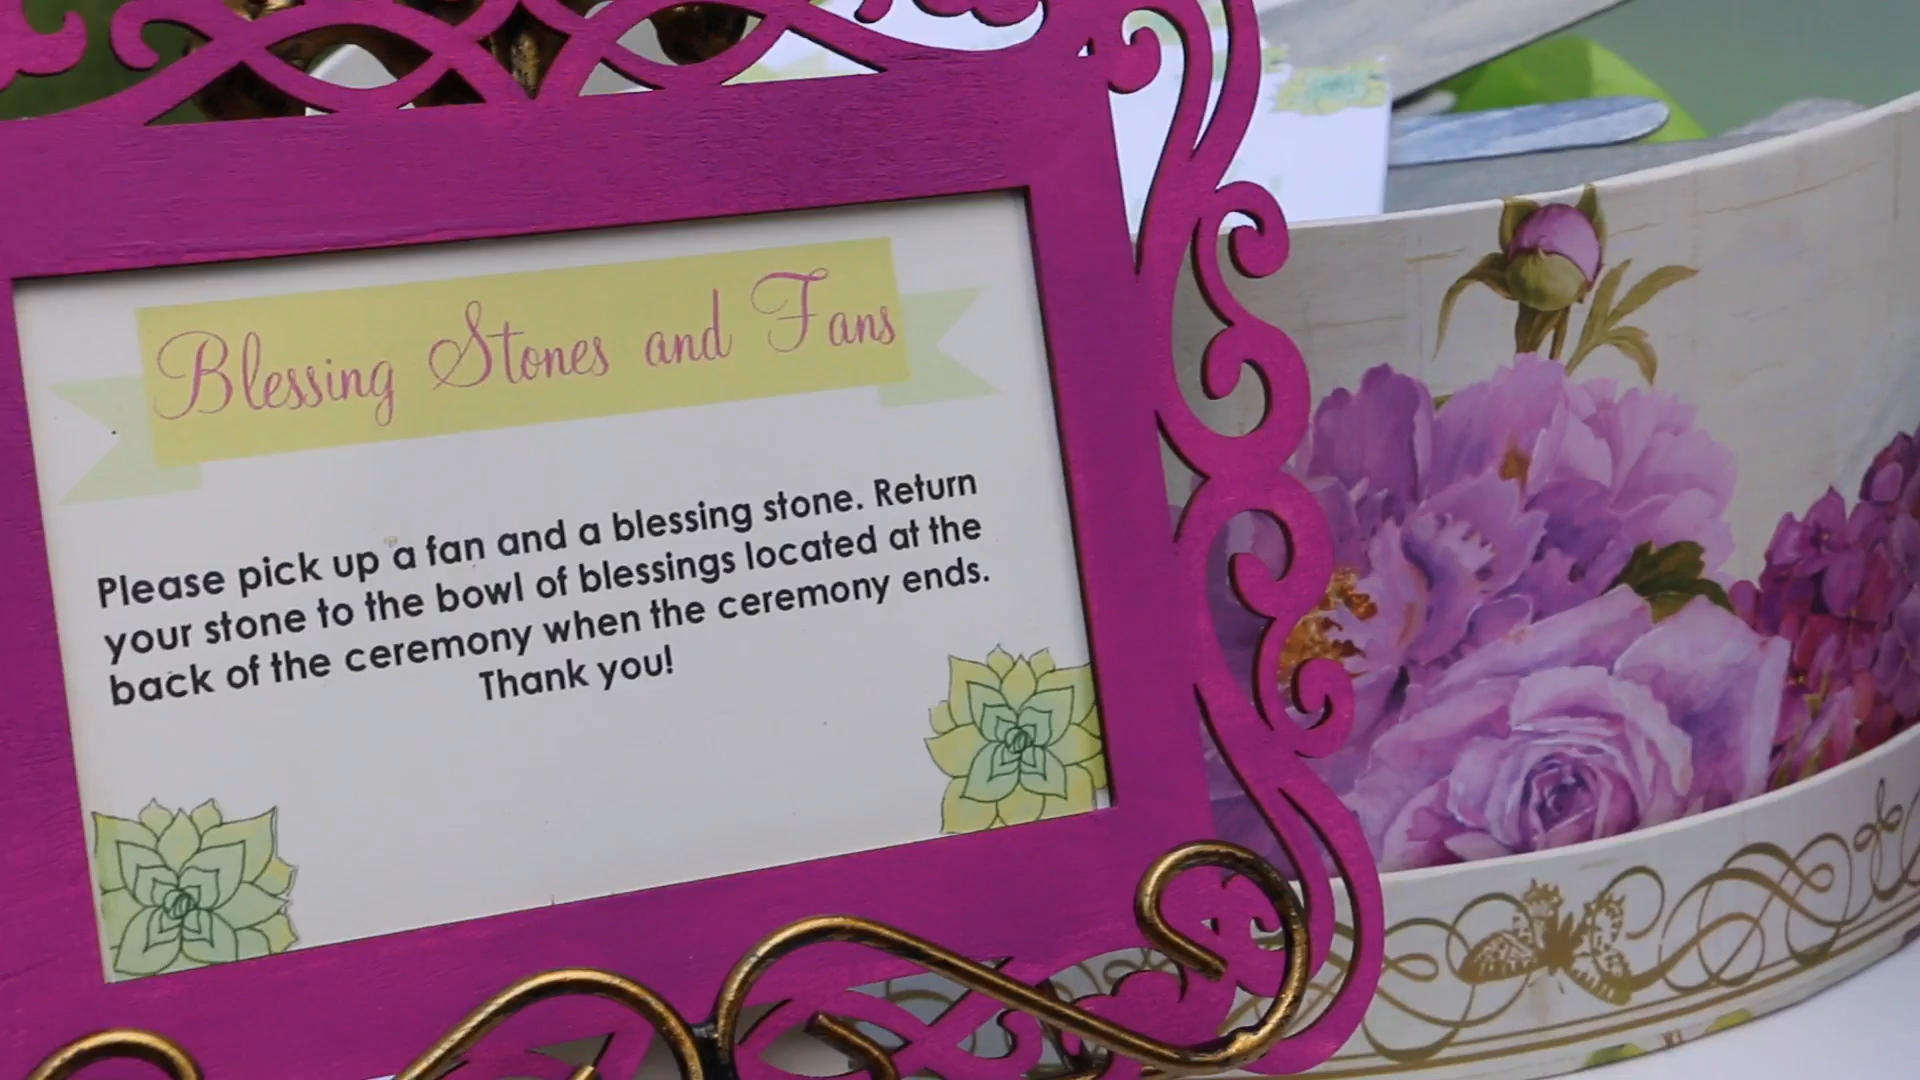 Blessing Stones and Fans
Please pick up a fan and a blessing stone. Return
your stone to the bowl of blessings located at the
back of the ceremony when the ceremony ends.
Thank you!